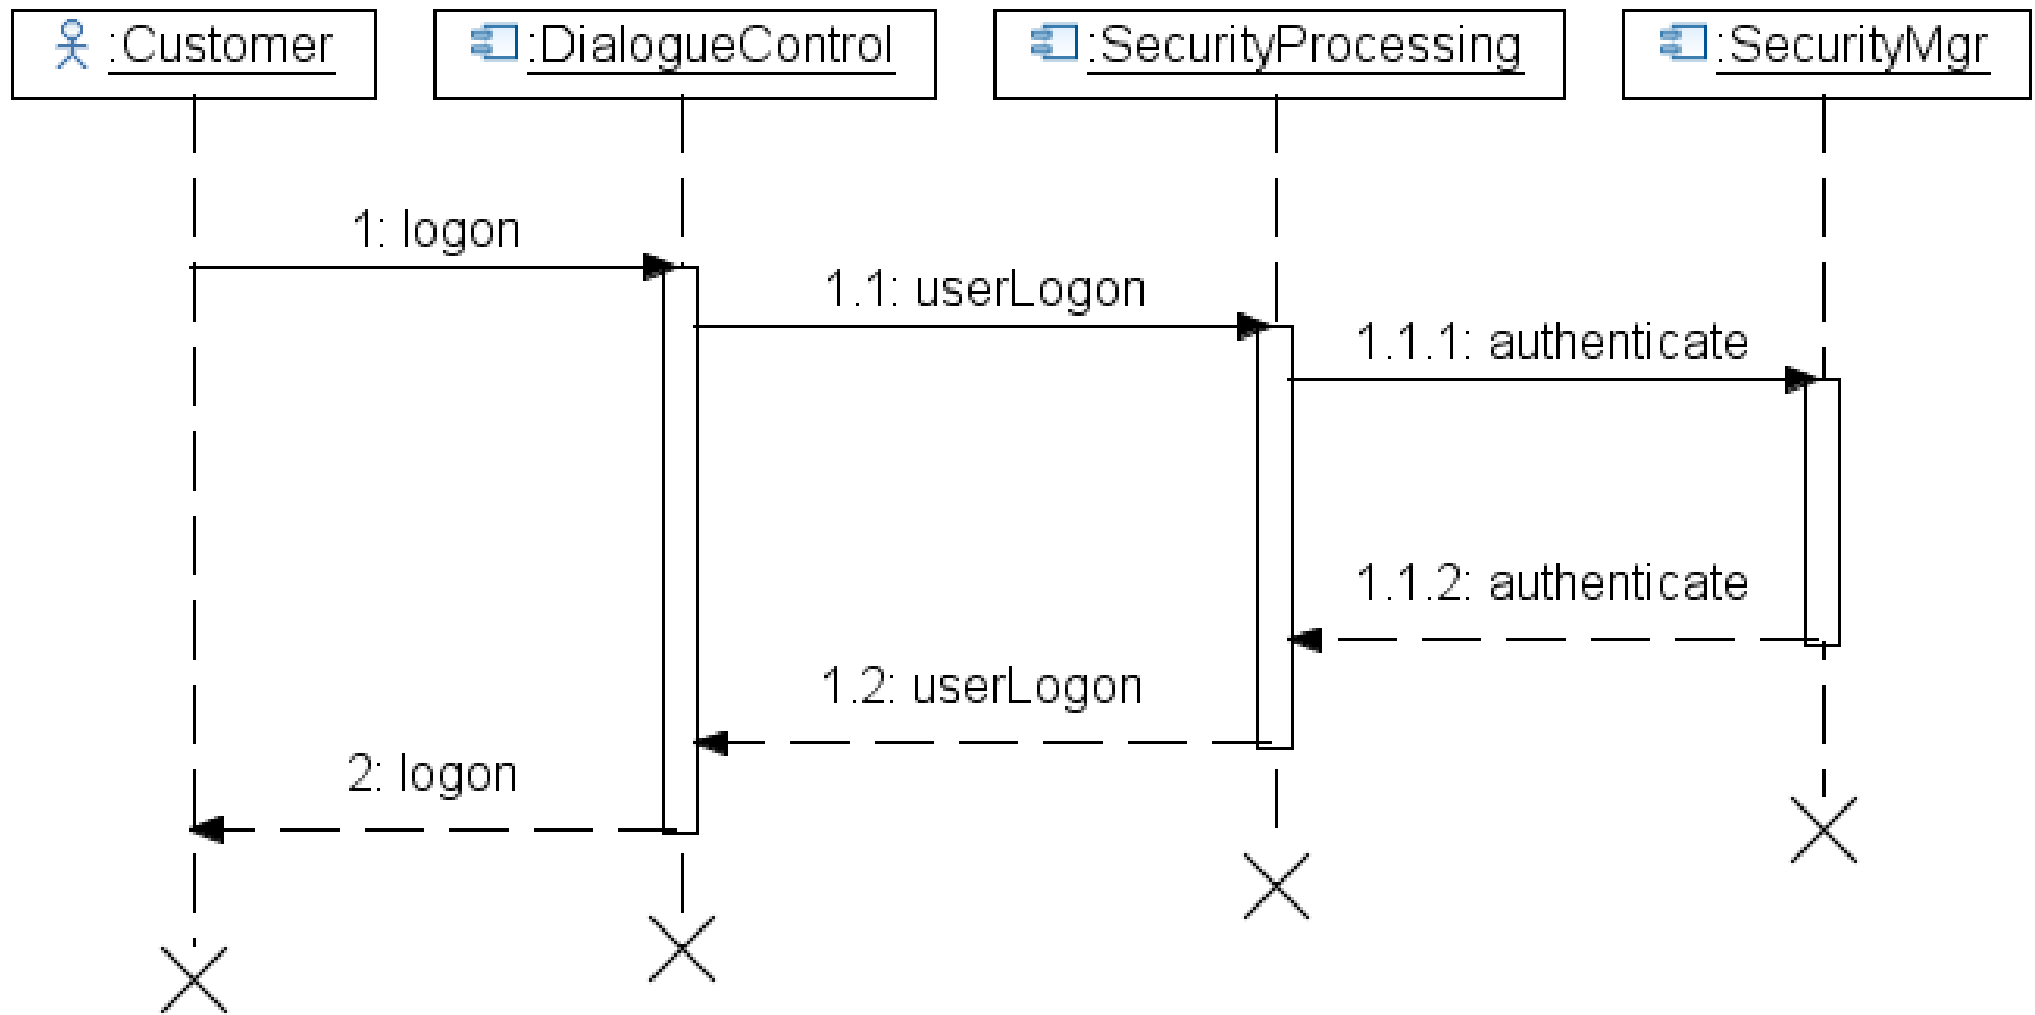 :Customer
:DialogueControl
:SecurityProcessing
:SecurityMgr
1: logon
1.1: userLogon
1.1.1: authenticate
1.1.2: authenticate
1.2: userLogon
2: logon